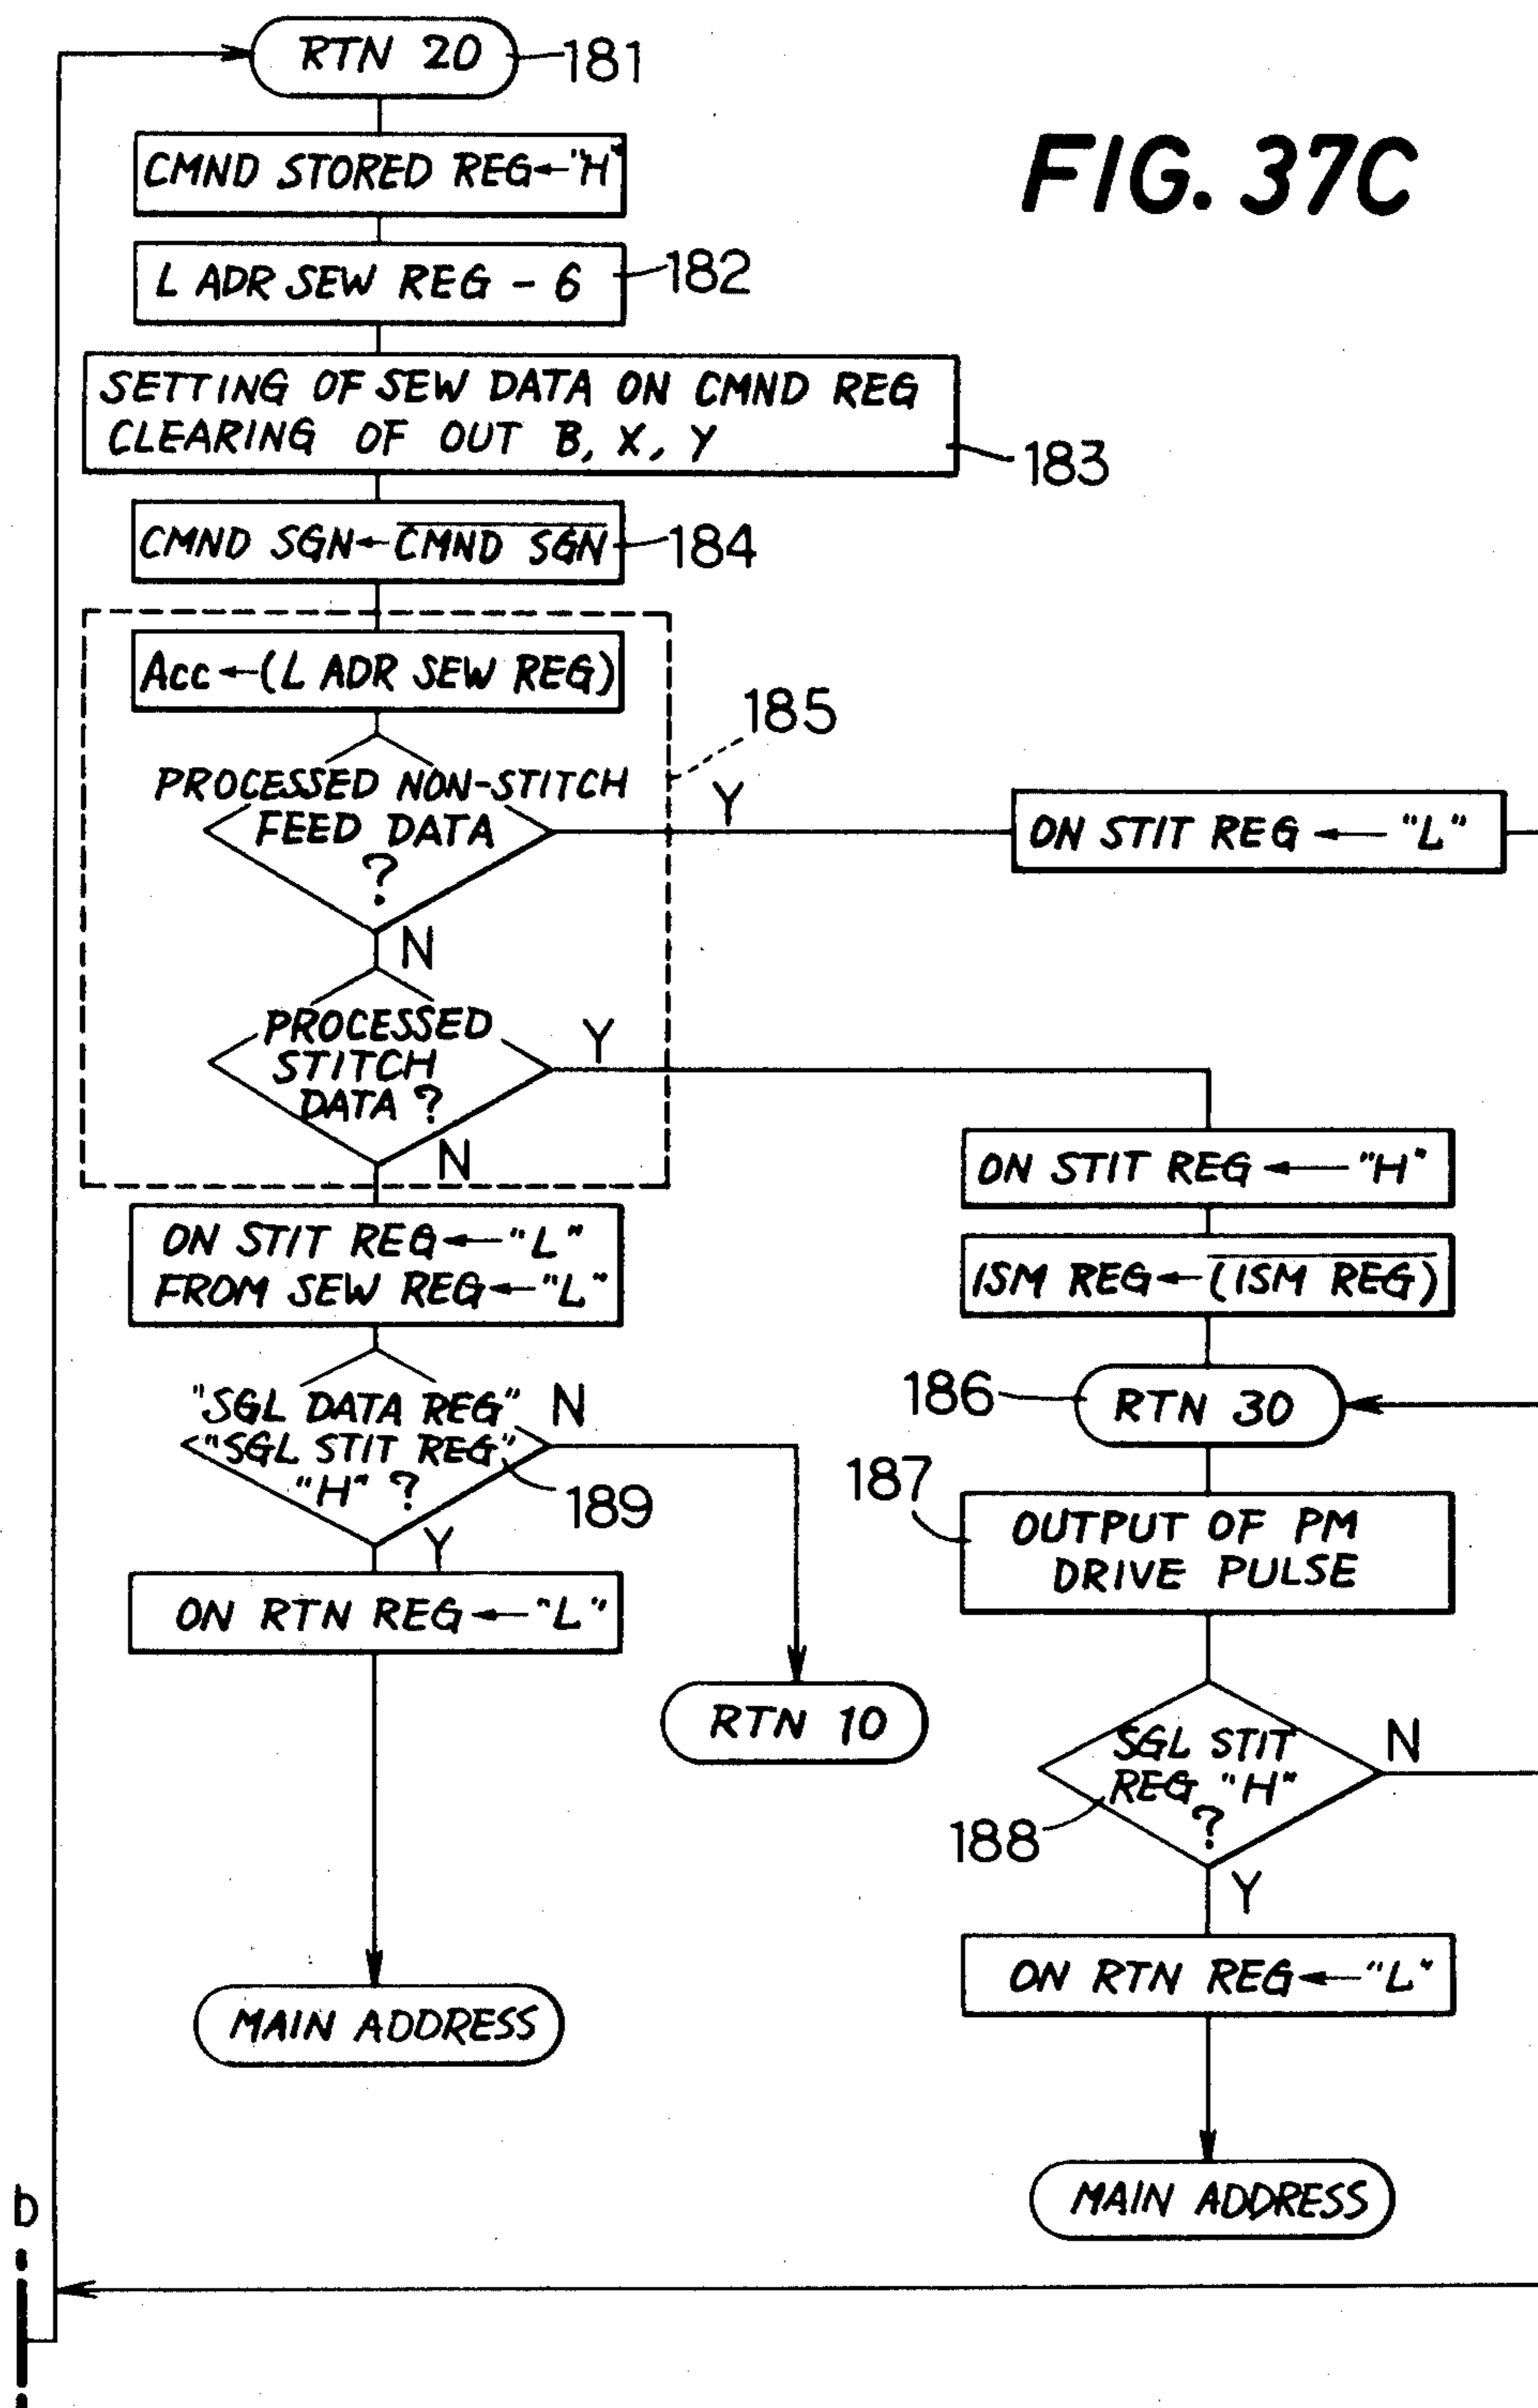 RTN 20
181
FIG. 37C
CMND STORED REG←"H"
L ADR SEW REG - 6
182
SETTING OF SEW DATA ON CMND REG
CLEARING OF OUT B, X, Y
183
CMND SGN←C̅M̅N̅D̅ S̅G̅N̅
184
Acc←(L ADR SEW REG)
185
PROCESSED NON-STITCH
FEED DATA
?
Y
ON STIT REG ← "L"
N
PROCESSED
STITCH
DATA ?
Y
N
ON STIT REG ← "H"
ISM REG←(̅I̅S̅M̅ R̅E̅G̅)̅
ON STIT REG←"L"
FROM SEW REG←"L"
186
RTN 30
"SGL DATA REG"
"SGL STIT REG"
"H" ?
N
189
Y
187
OUTPUT OF PM
DRIVE PULSE
ON RTN REG←"L"
RTN 10
SGL STIT
REG "H"
?
N
188
Y
ON RTN REG←"L"
MAIN ADDRESS
MAIN ADDRESS
b